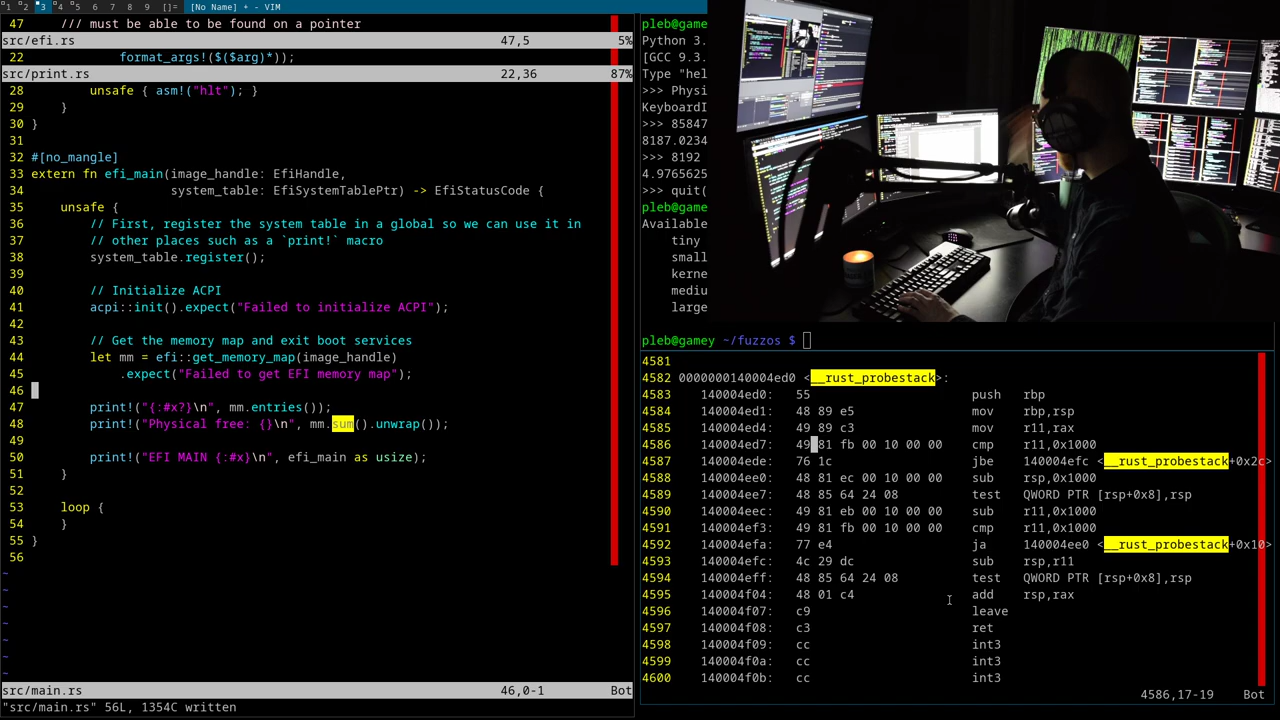 1 2 3 4 5 6 7 8 9 []= [No Name] + - VIM
47 /// must be able to be found on a pointer
src/efi.rs 47,5 5%
22 format_args!($($arg)*));
src/print.rs 22,36 87%
28 unsafe { asm!("hlt"); }
29 }
30 }
31
32 #[no_mangle]
33 extern fn efi_main(image_handle: EfiHandle,
34 system_table: EfiSystemTablePtr) -> EfiStatusCode {
35 unsafe {
36 // First, register the system table in a global so we can use it in
37 // other places such as a `print!` macro
38 system_table.register();
39
40 // Initialize ACPI
41 acpi::init().expect("Failed to initialize ACPI");
42
43 // Get the memory map and exit boot services
44 let mm = efi::get_memory_map(image_handle)
45 .expect("Failed to get EFI memory map");
46
47 print!("{:#x?}\n", mm.entries());
48 print!("Physical free: {}\n", mm.sum().unwrap());
49
50 print!("EFI MAIN {:#x}\n", efi_main as usize);
51 }
52
53 loop {
54 }
55 }
56
~
~
~
~
~
~
~
src/main.rs 46,0-1 Bot
"src/main.rs" 56L, 1354C written
pleb@game
Python 3.
[GCC 9.3.
Type "hel
>>> Physi
KeyboardI
>>> 85847
8187.0234
>>> 8192
4.9765625
>>> quit(
pleb@game
Available
tiny
small
kerne
mediu
large
pleb@gamey ~/fuzzos $
4581
4582 0000000140004ed0 <__rust_probestack>:
4583 140004ed0: 55 push rbp
4584 140004ed1: 48 89 e5 mov rbp,rsp
4585 140004ed4: 49 89 c3 mov r11,rax
4586 140004ed7: 49 81 fb 00 10 00 00 cmp r11,0x1000
4587 140004ede: 76 1c jbe 140004efc <__rust_probestack+0x2c>
4588 140004ee0: 48 81 ec 00 10 00 00 sub rsp,0x1000
4589 140004ee7: 48 85 64 24 08 test QWORD PTR [rsp+0x8],rsp
4590 140004eec: 49 81 eb 00 10 00 00 sub r11,0x1000
4591 140004ef3: 49 81 fb 00 10 00 00 cmp r11,0x1000
4592 140004efa: 77 e4 ja 140004ee0 <__rust_probestack+0x10>
4593 140004efc: 4c 29 dc sub rsp,r11
4594 140004eff: 48 85 64 24 08 test QWORD PTR [rsp+0x8],rsp
4595 140004f04: 48 01 c4 add rsp,rax
4596 140004f07: c9 leave
4597 140004f08: c3 ret
4598 140004f09: cc int3
4599 140004f0a: cc int3
4600 140004f0b: cc int3
4586,17-19 Bot